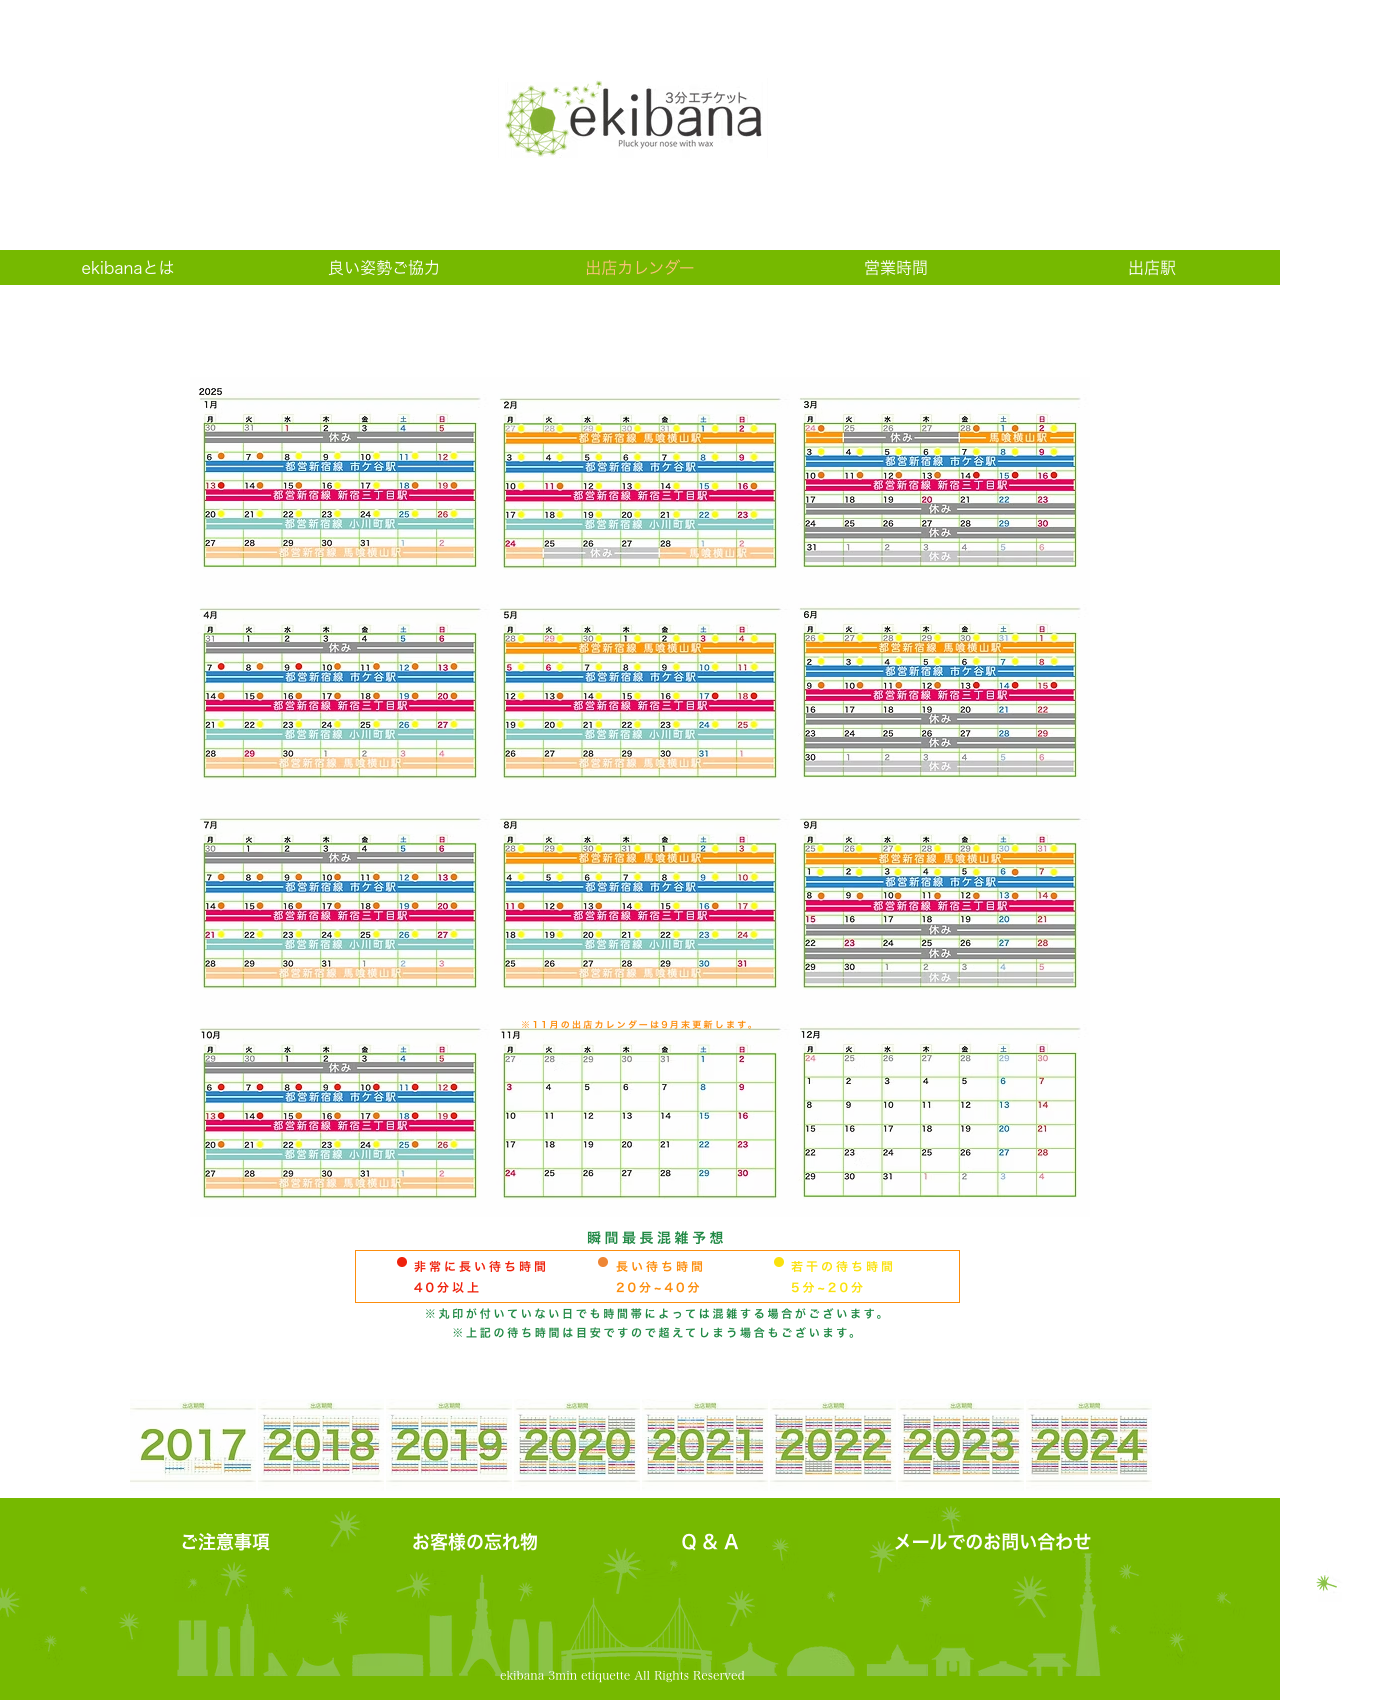 3分エチケット
ekibana
Pluck your nose with wax
ekibanaとは 良い姿勢ご協力 出店カレンダー 営業時間 出店駅
2025
1月
月 火 水 木 金 土 日
30 31 1 2 3 4 5
休み
6 7 8 9 10 11 12
都営新宿線 市ケ谷駅
13 14 15 16 17 18 19
都営新宿線 新宿三丁目駅
20 21 22 23 24 25 26
都営新宿線 小川町駅
27 28 29 30 31 1 2
都営新宿線 馬喰横山駅
2月
月 火 水 木 金 土 日
27 28 29 30 31 1 2
都営新宿線 馬喰横山駅
3 4 5 6 7 8 9
都営新宿線 市ケ谷駅
10 11 12 13 14 15 16
都営新宿線 新宿三丁目駅
17 18 19 20 21 22 23
都営新宿線 小川町駅
24 25 26 27 28 1 2
休み 馬喰横山駅
3月
月 火 水 木 金 土 日
24 25 26 27 28 1 2
休み 馬喰横山駅
3 4 5 6 7 8 9
都営新宿線 市ケ谷駅
10 11 12 13 14 15 16
都営新宿線 新宿三丁目駅
17 18 19 20 21 22 23
休み
24 25 26 27 28 29 30
休み
31 1 2 3 4 5 6
休み
4月
月 火 水 木 金 土 日
31 1 2 3 4 5 6
休み
7 8 9 10 11 12 13
都営新宿線 市ケ谷駅
14 15 16 17 18 19 20
都営新宿線 新宿三丁目駅
21 22 23 24 25 26 27
都営新宿線 小川町駅
28 29 30 1 2 3 4
都営新宿線 馬喰横山駅
5月
月 火 水 木 金 土 日
28 29 30 1 2 3 4
都営新宿線 馬喰横山駅
5 6 7 8 9 10 11
都営新宿線 市ケ谷駅
12 13 14 15 16 17 18
都営新宿線 新宿三丁目駅
19 20 21 22 23 24 25
都営新宿線 小川町駅
26 27 28 29 30 31 1
都営新宿線 馬喰横山駅
6月
月 火 水 木 金 土 日
26 27 28 29 30 31 1
都営新宿線 馬喰横山駅
2 3 4 5 6 7 8
都営新宿線 市ケ谷駅
9 10 11 12 13 14 15
都営新宿線 新宿三丁目駅
16 17 18 19 20 21 22
休み
23 24 25 26 27 28 29
休み
30 1 2 3 4 5 6
休み
7月
月 火 水 木 金 土 日
30 1 2 3 4 5 6
休み
7 8 9 10 11 12 13
都営新宿線 市ケ谷駅
14 15 16 17 18 19 20
都営新宿線 新宿三丁目駅
21 22 23 24 25 26 27
都営新宿線 小川町駅
28 29 30 31 1 2 3
都営新宿線 馬喰横山駅
8月
月 火 水 木 金 土 日
28 29 30 31 1 2 3
都営新宿線 馬喰横山駅
4 5 6 7 8 9 10
都営新宿線 市ケ谷駅
11 12 13 14 15 16 17
都営新宿線 新宿三丁目駅
18 19 20 21 22 23 24
都営新宿線 小川町駅
25 26 27 28 29 30 31
都営新宿線 馬喰横山駅
9月
月 火 水 木 金 土 日
25 26 27 28 29 30 31
都営新宿線 馬喰横山駅
1 2 3 4 5 6 7
都営新宿線 市ケ谷駅
8 9 10 11 12 13 14
都営新宿線 新宿三丁目駅
15 16 17 18 19 20 21
休み
22 23 24 25 26 27 28
休み
29 30 1 2 3 4 5
休み
10月
月 火 水 木 金 土 日
29 30 1 2 3 4 5
休み
6 7 8 9 10 11 12
都営新宿線 市ケ谷駅
13 14 15 16 17 18 19
都営新宿線 新宿三丁目駅
20 21 22 23 24 25 26
都営新宿線 小川町駅
27 28 29 30 31 1 2
都営新宿線 馬喰横山駅
※11月の出店カレンダーは9月末更新します。
11月
月 火 水 木 金 土 日
27 28 29 30 31 1 2
3 4 5 6 7 8 9
10 11 12 13 14 15 16
17 18 19 20 21 22 23
24 25 26 27 28 29 30
12月
月 火 水 木 金 土 日
24 25 26 27 28 29 30
1 2 3 4 5 6 7
8 9 10 11 12 13 14
15 16 17 18 19 20 21
22 23 24 25 26 27 28
29 30 31 1 2 3 4
瞬間最長混雑予想
非常に長い待ち時間 長い待ち時間 若干の待ち時間
40分以上 20分~40分 5分~20分
※丸印が付いていない日でも時間帯によっては混雑する場合がございます。
※上記の待ち時間は目安ですので超えてしまう場合もございます。
出店期間 出店期間 出店期間 出店期間 出店期間 出店期間 出店期間 出店期間
2017 2018 2019 2020 2021 2022 2023 2024
ご注意事項 お客様の忘れ物 Q & A メールでのお問い合わせ
ekibana 3min etiquette All Rights Reserved